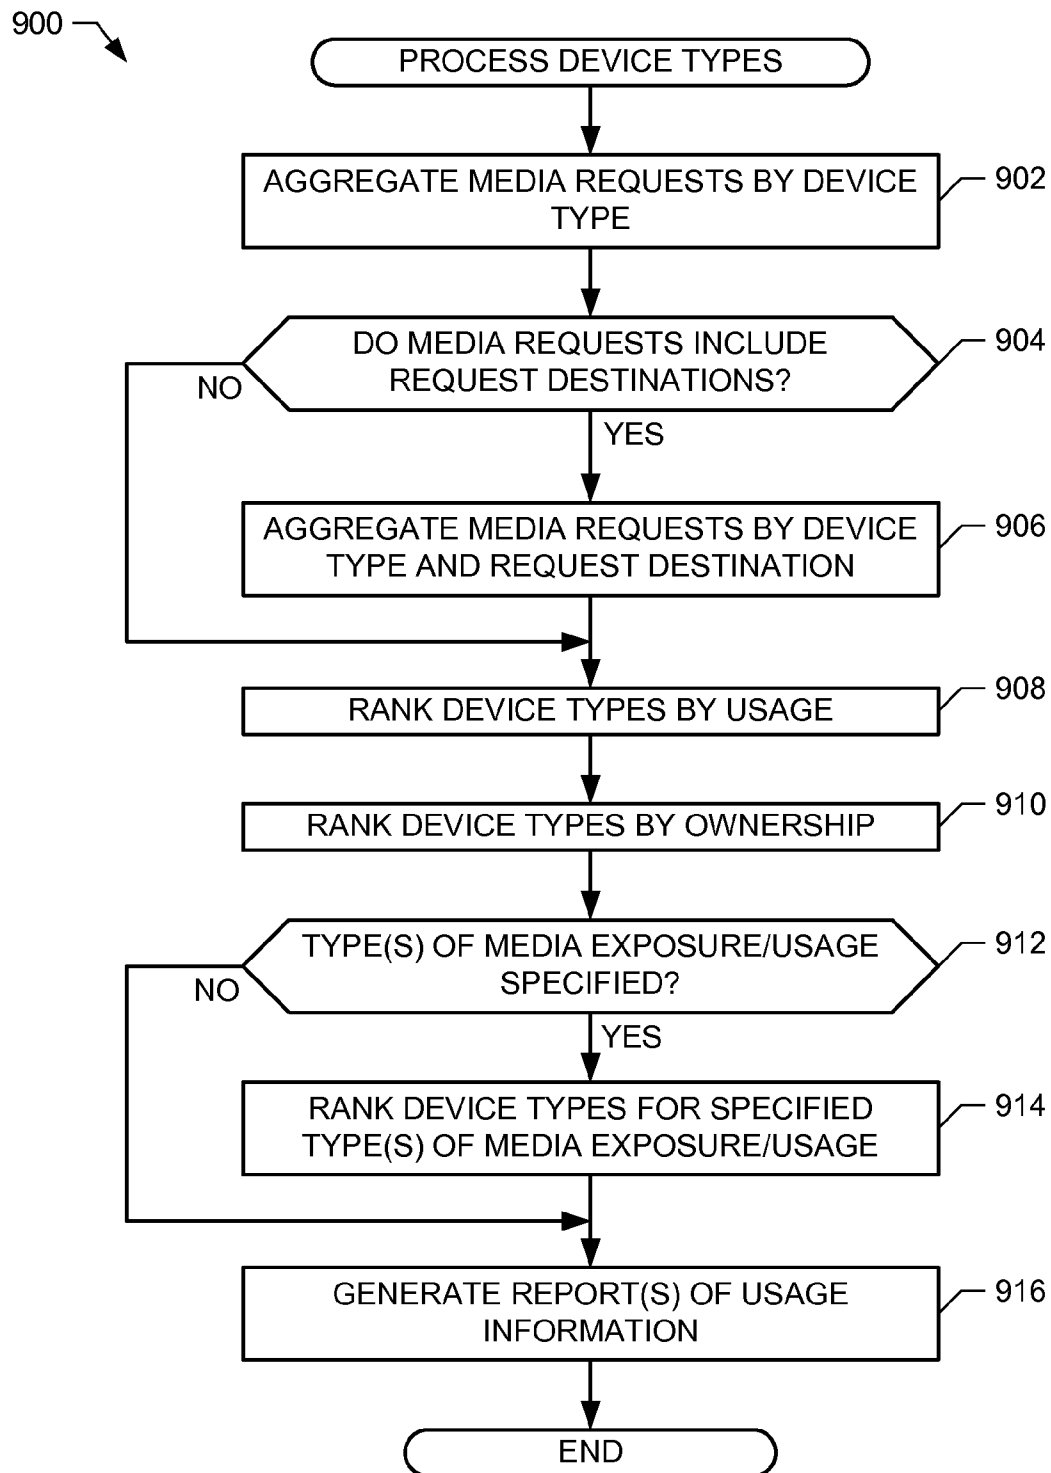 900
PROCESS DEVICE TYPES
AGGREGATE MEDIA REQUESTS BY DEVICE
TYPE
902
DO MEDIA REQUESTS INCLUDE
REQUEST DESTINATIONS?
904
NO
YES
AGGREGATE MEDIA REQUESTS BY DEVICE
TYPE AND REQUEST DESTINATION
906
RANK DEVICE TYPES BY USAGE
908
RANK DEVICE TYPES BY OWNERSHIP
910
TYPE(S) OF MEDIA EXPOSURE/USAGE
SPECIFIED?
912
NO
YES
RANK DEVICE TYPES FOR SPECIFIED
TYPE(S) OF MEDIA EXPOSURE/USAGE
914
GENERATE REPORT(S) OF USAGE
INFORMATION
916
END